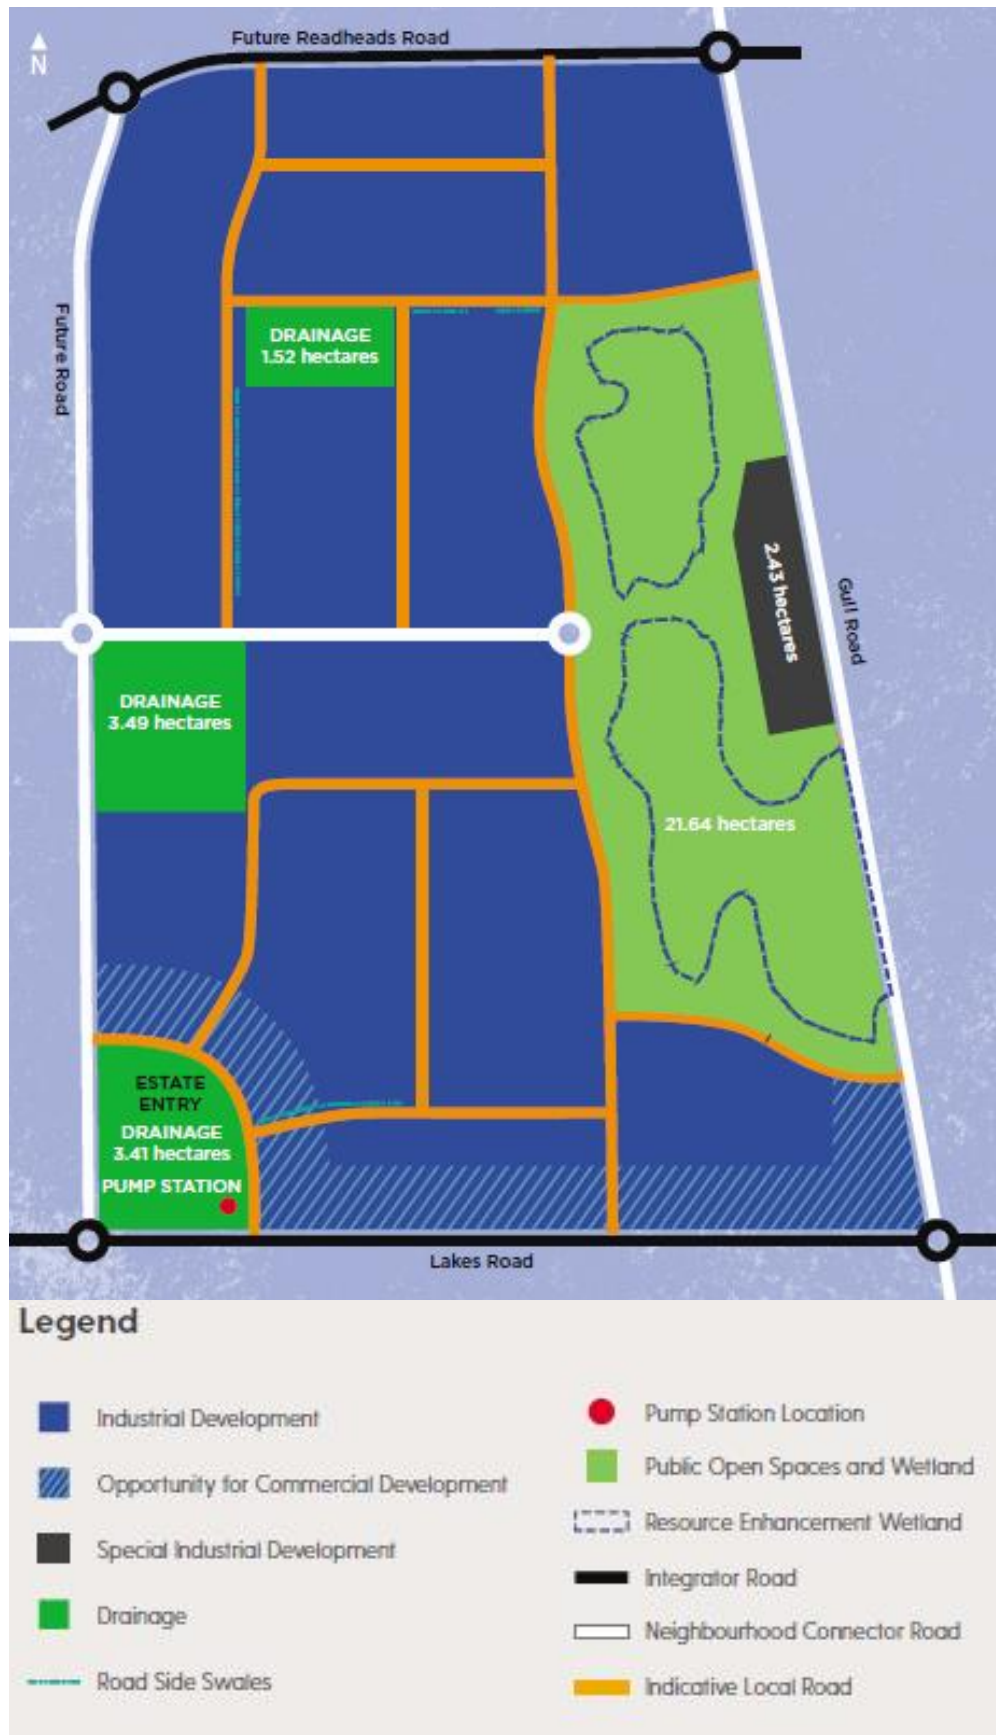 Future Readheads Road
N
Future Road
DRAINAGE
1.52 hectares
2.43 hectares
Gull Road
DRAINAGE
3.49 hectares
21.64 hectares
ESTATE
ENTRY
DRAINAGE
3.41 hectares
PUMP STATION
Lakes Road
Legend
Industrial Development
Opportunity for Commercial Development
Special Industrial Development
Drainage
Road Side Swales
Pump Station Location
Public Open Spaces and Wetland
Resource Enhancement Wetland
Integrator Road
Neighbourhood Connector Road
Indicative Local Road